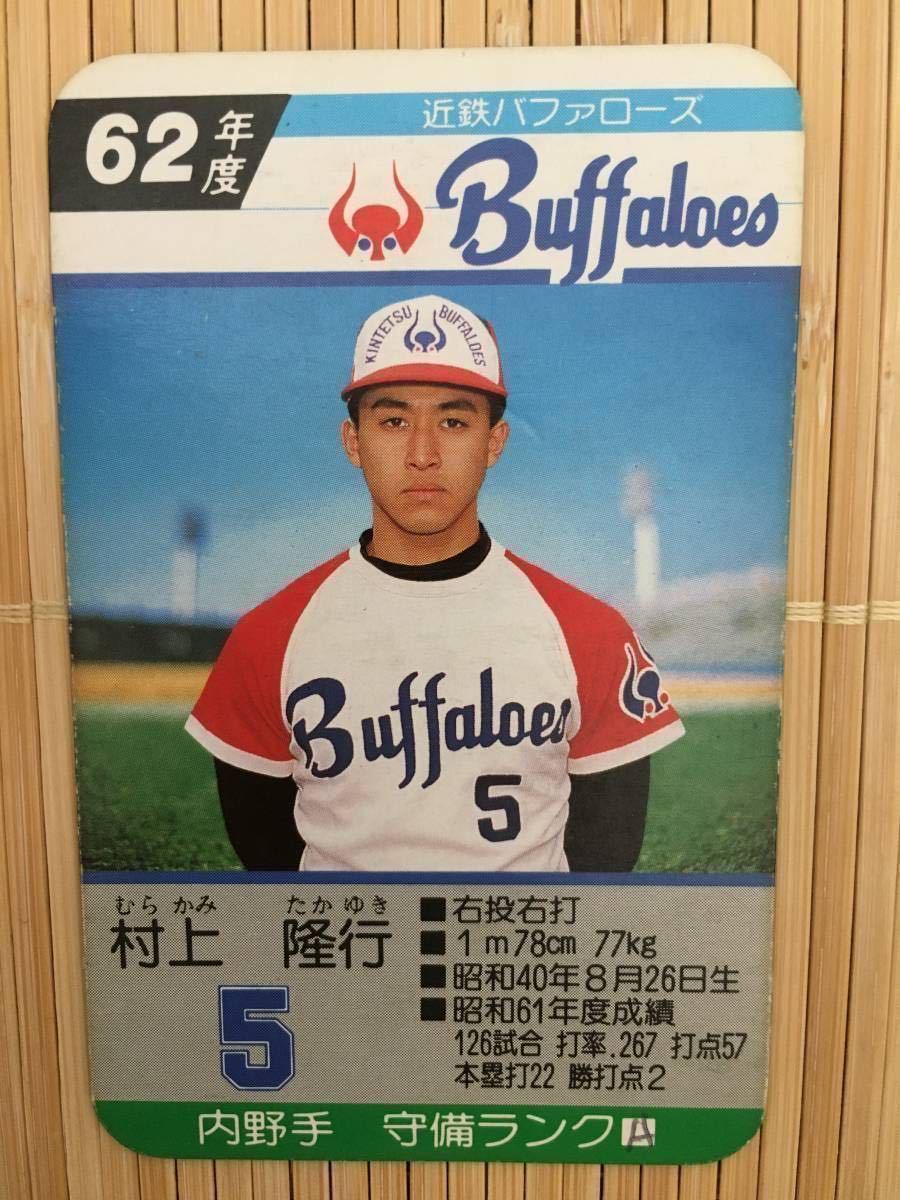 62年度
近鉄バファローズ
Buffaloes
KINTETSU BUFFALOES
Buffaloes
5
むらかみ たかゆき
村上 隆行
5
■右投右打
■1m78cm 77kg
■昭和40年8月26日生
■昭和61年度成績
126試合 打率.267 打点57
本塁打22 勝打点2
内野手 守備ランクA